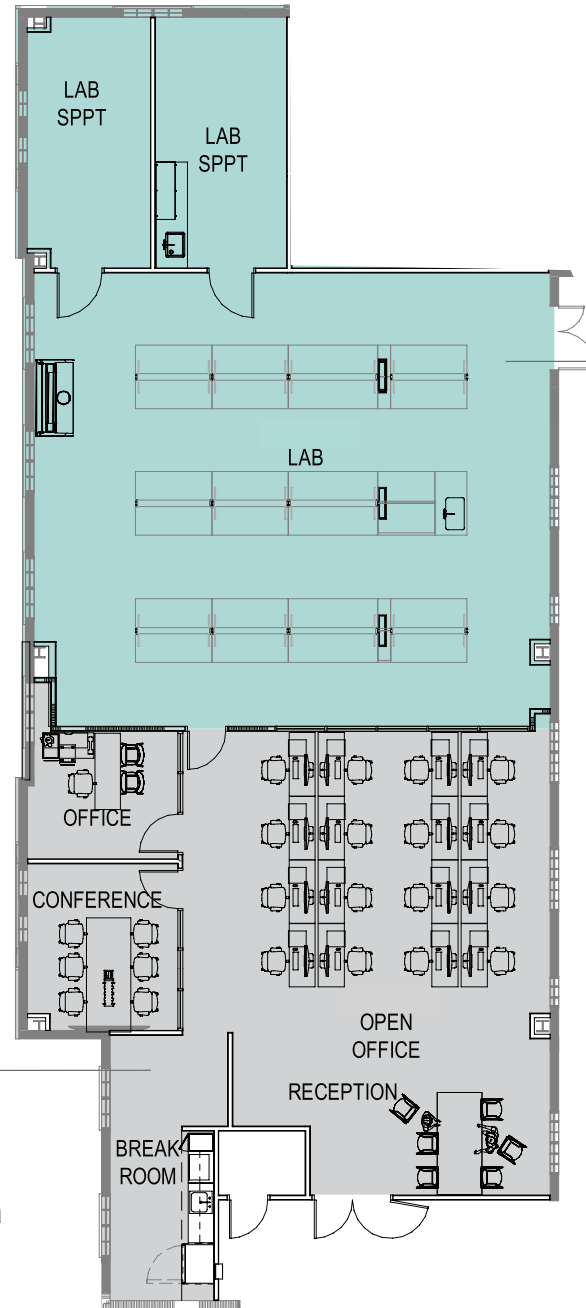 LAB
SPPT
LAB
SPPT
LAB
OFFICE
CONFERENCE
OPEN
OFFICE
RECEPTION
BREAK
ROOM